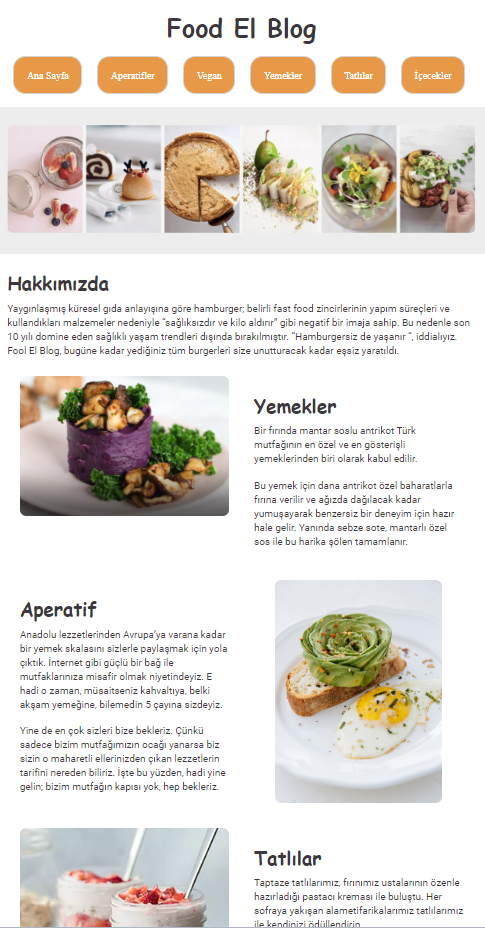 Food El Blog
Ana Sayfa
Aperatifler
Vegan
Yemekler
Tatlılar
İçecekler
Hakkımızda
Yaygınlaşmış küresel gıda anlayışına göre hamburger; belirli fast food zincirlerinin yapım süreçleri ve
kullandıkları malzemeler nedeniyle “sağlıksızdır ve kilo aldırır” gibi negatif bir imaja sahip. Bu nedenle son
10 yılı domine eden sağlıklı yaşam trendleri dışında bırakılmıştır. “Hamburgersiz de yaşanır ”, iddialıyız.
Fool El Blog, bugüne kadar yediğiniz tüm burgerleri size unutturacak kadar eşsiz yaratıldı.
Yemekler
Bir fırında mantar soslu antrikot Türk
mutfağının en özel ve en gösterişli
yemeklerinden biri olarak kabul edilir.
Bu yemek için dana antrikot özel baharatlarla
fırına verilir ve ağızda dağılacak kadar
yumuşayarak benzersiz bir deneyim için hazır
hale gelir. Yanında sebze sote, mantarlı özel
sos ile bu harika şölen tamamlanır.
Aperatif
Anadolu lezzetlerinden Avrupa’ya varana kadar
bir yemek skalasını sizlerle paylaşmak için yola
çıktık. İnternet gibi güçlü bir bağ ile
mutfaklarınıza misafir olmak niyetindeyiz. E
hadi o zaman, müsaitseniz kahvaltıya, belki
akşam yemeğine, bilemedin 5 çayına sizdeyiz.
Yine de en çok sizleri bize bekleriz. Çünkü
sadece bizim mutfağımızın ocağı yanarsa biz
sizin o maharetli ellerinizden çıkan lezzetlerin
tarifini nereden biliriz. İşte bu yüzden, hadi yine
gelin; bizim mutfağın kapısı yok, hep bekleriz.
Tatlılar
Taptaze tatlılarımız, fırınımız ustalarının özenle
hazırladığı pastacı kreması ile buluştu. Her
sofraya yakışan alametifarikalarımız tatlılarımız
ile kendinizi ödüllendirin.